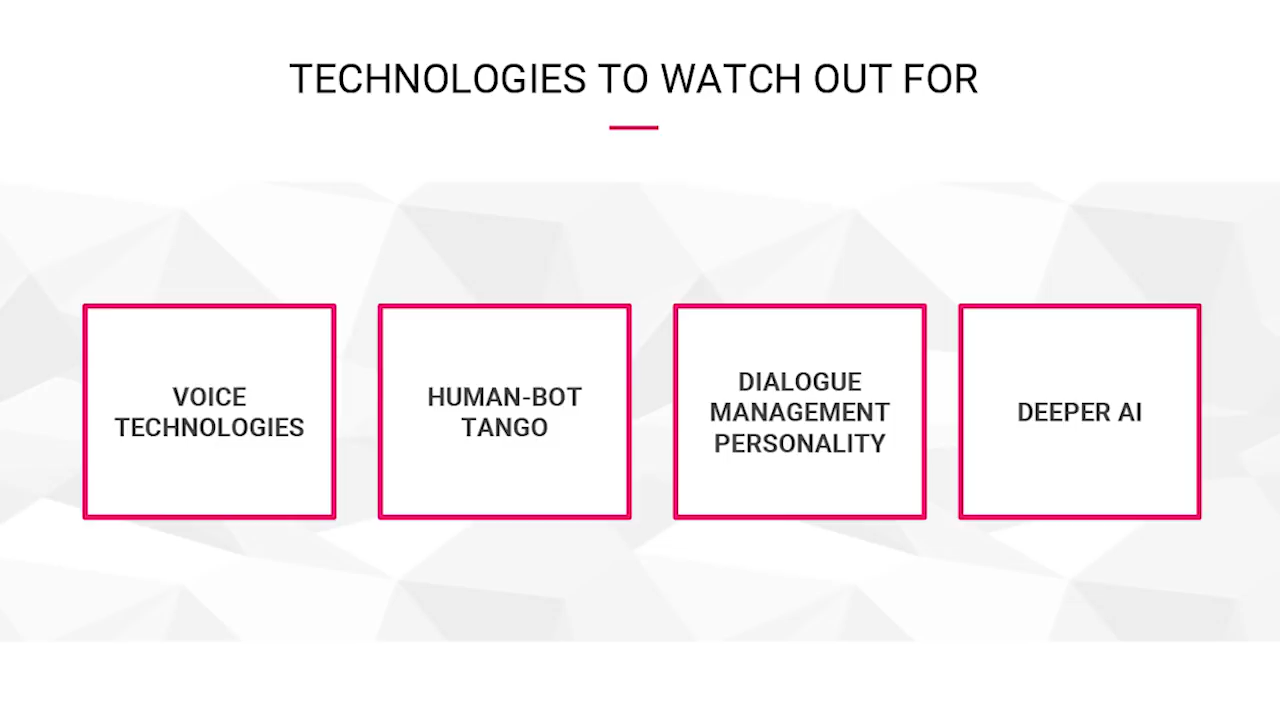 TECHNOLOGIES TO WATCH OUT FOR
VOICE
TECHNOLOGIES
HUMAN-BOT
TANGO
DIALOGUE
MANAGEMENT
PERSONALITY
DEEPER AI